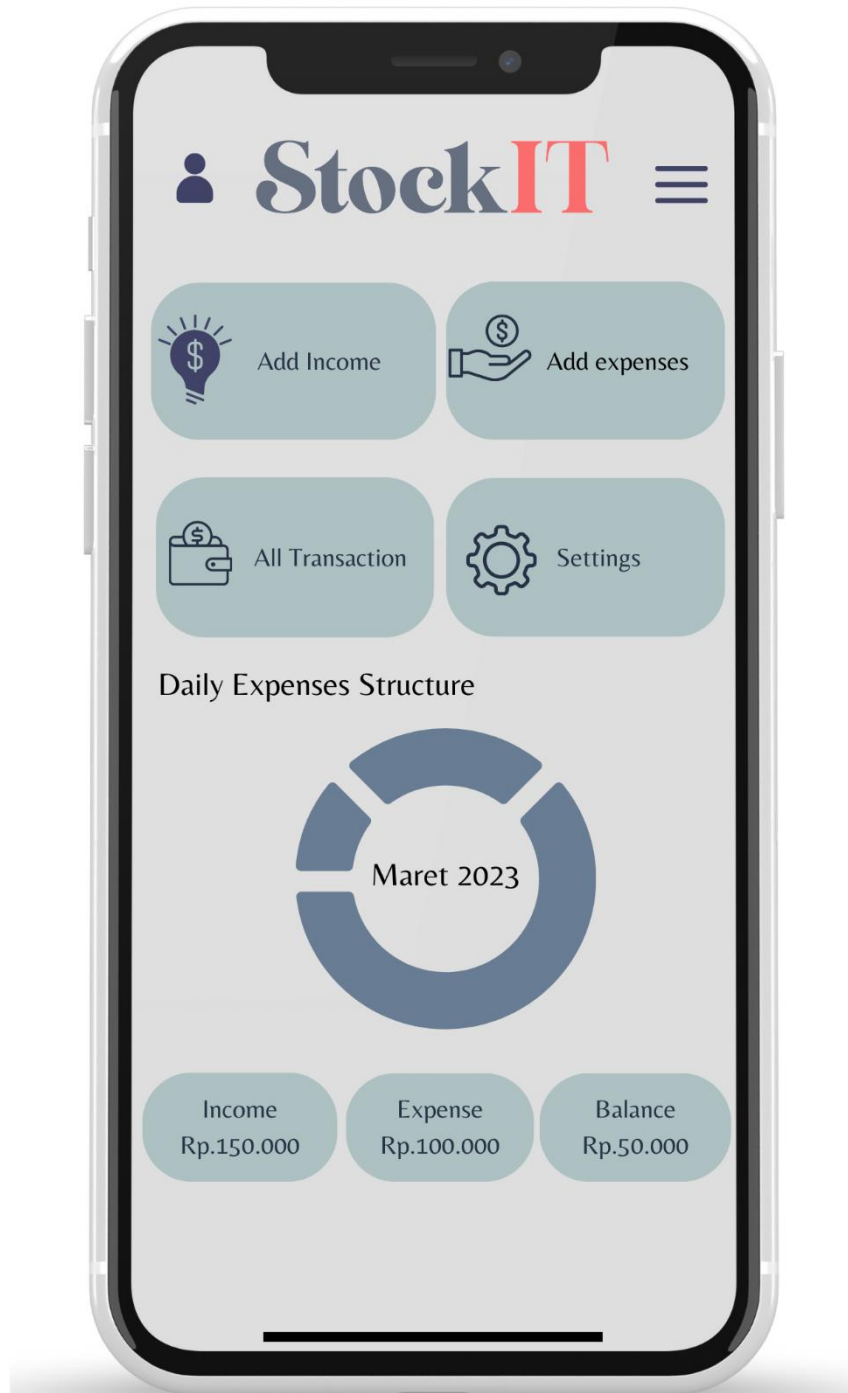 StockIT
Add Income
Add expenses
All Transaction
Settings
Daily Expenses Structure
Maret 2023
Income
Rp.150.000
Expense
Rp.100.000
Balance
Rp.50.000